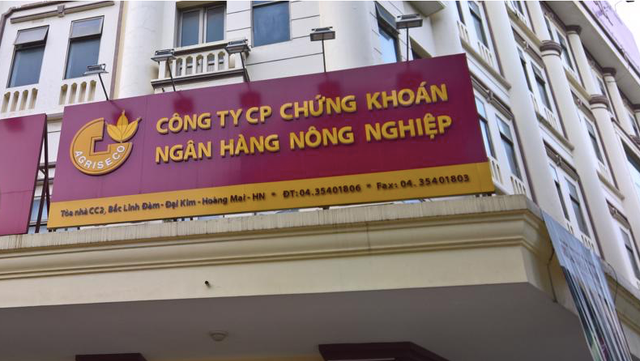 AGRISECO
CÔNG TY CP CHỨNG KHOÁN
NGÂN HÀNG NÔNG NGHIỆP
Tòa nhà CC2, Bắc Linh Đàm - Đại Kim - Hoàng Mai - HN * ĐT: 04.35401806 * Fax: 04. 35401803